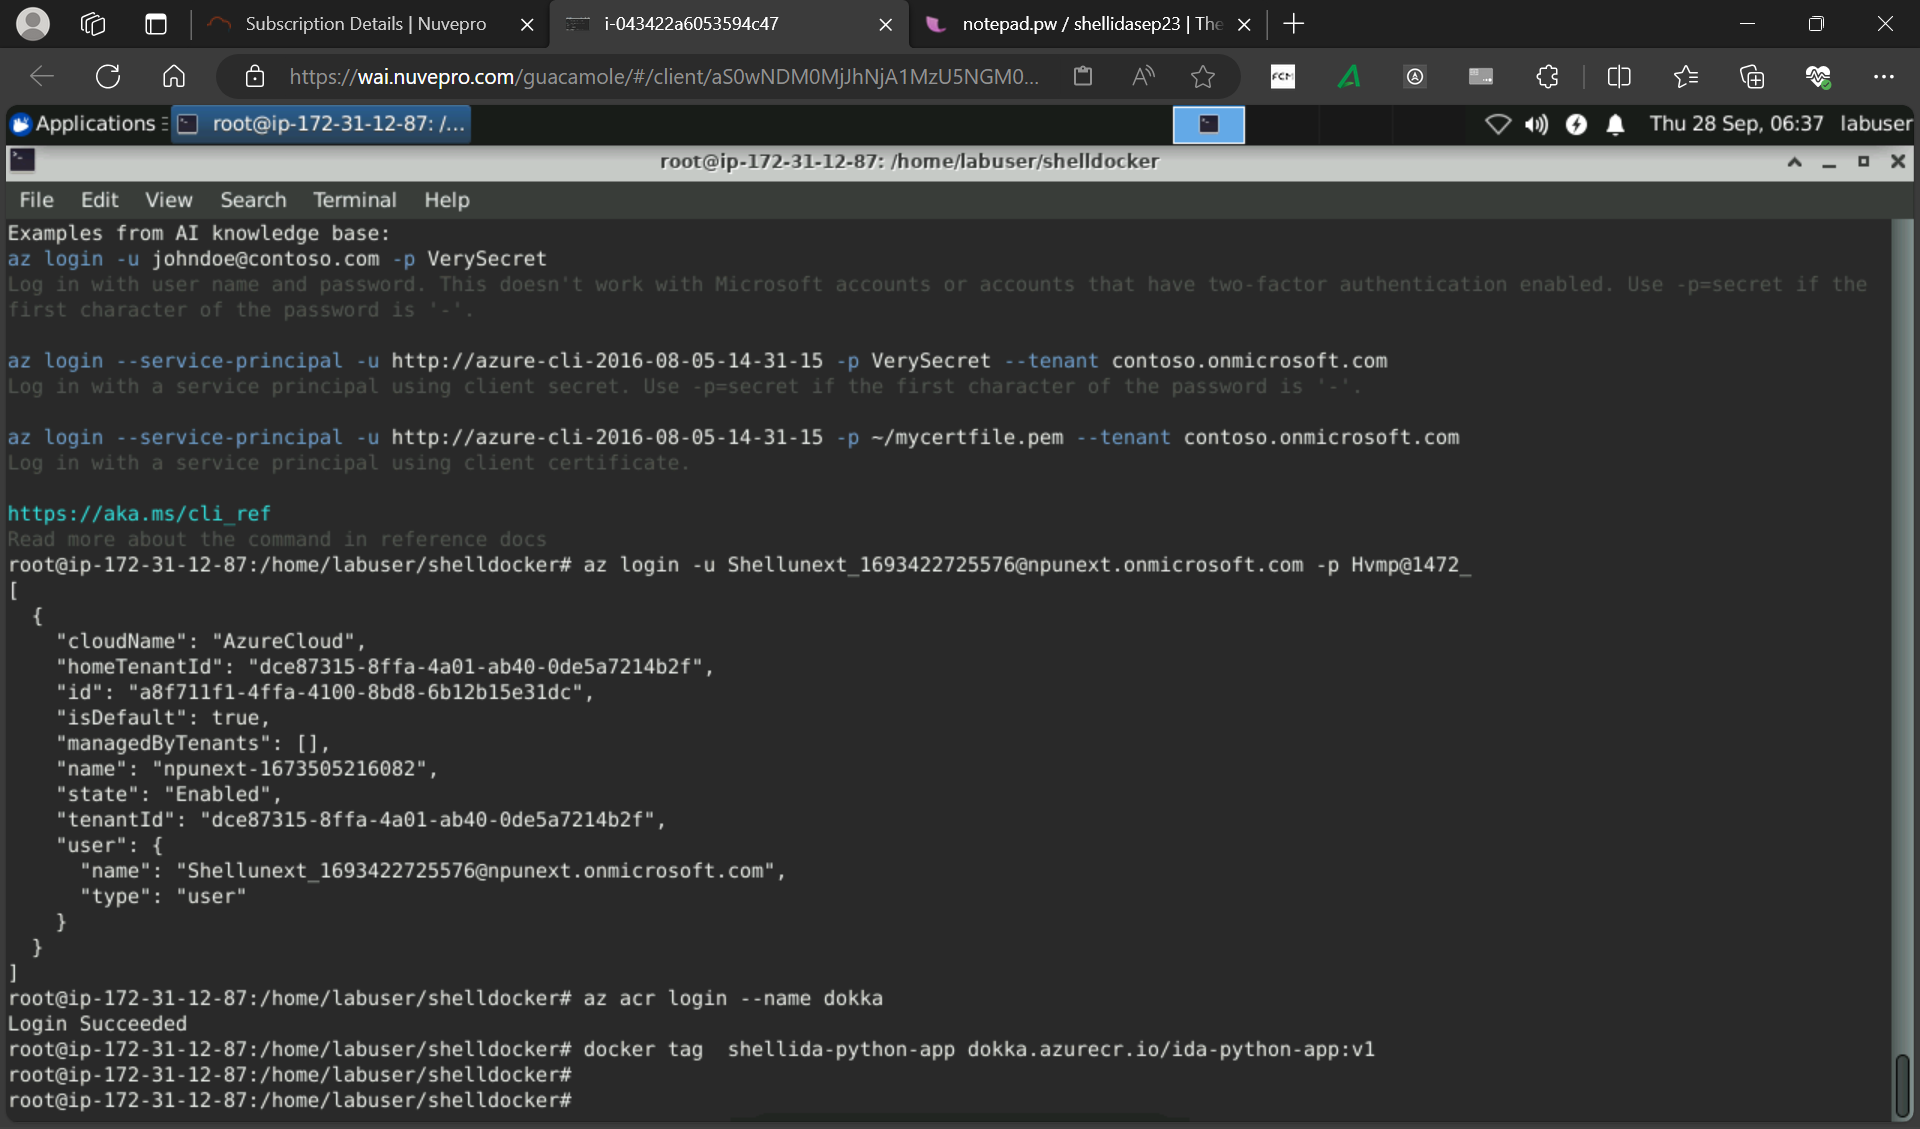 Subscription Details | Nuvepro
i-043422a6053594c47
notepad.pw / shellidasep23 | The
https://wai.nuvepro.com/guacamole/#/client/aS0wNDM0MjJhNjA1MzU5NGM0...
FCM
Applications
root@ip-172-31-12-87: /...
Thu 28 Sep, 06:37 labuser
root@ip-172-31-12-87: /home/labuser/shelldocker
File Edit View Search Terminal Help
Examples from AI knowledge base:
az login -u johndoe@contoso.com -p VerySecret
Log in with user name and password. This doesn't work with Microsoft accounts or accounts that have two-factor authentication enabled. Use -p=secret if the
first character of the password is '-'.
az login --service-principal -u http://azure-cli-2016-08-05-14-31-15 -p VerySecret --tenant contoso.onmicrosoft.com
Log in with a service principal using client secret. Use -p=secret if the first character of the password is '-'.
az login --service-principal -u http://azure-cli-2016-08-05-14-31-15 -p ~/mycertfile.pem --tenant contoso.onmicrosoft.com
Log in with a service principal using client certificate.
https://aka.ms/cli_ref
Read more about the command in reference docs
root@ip-172-31-12-87:/home/labuser/shelldocker# az login -u Shellunext_1693422725576@npunext.onmicrosoft.com -p Hvmp@1472_
[
{
"cloudName": "AzureCloud",
"homeTenantId": "dce87315-8ffa-4a01-ab40-0de5a7214b2f",
"id": "a8f711f1-4ffa-4100-8bd8-6b12b15e31dc",
"isDefault": true,
"managedByTenants": [],
"name": "npunext-1673505216082",
"state": "Enabled",
"tenantId": "dce87315-8ffa-4a01-ab40-0de5a7214b2f",
"user": {
"name": "Shellunext_1693422725576@npunext.onmicrosoft.com",
"type": "user"
}
}
]
root@ip-172-31-12-87:/home/labuser/shelldocker# az acr login --name dokka
Login Succeeded
root@ip-172-31-12-87:/home/labuser/shelldocker# docker tag  shellida-python-app dokka.azurecr.io/ida-python-app:v1
root@ip-172-31-12-87:/home/labuser/shelldocker#
root@ip-172-31-12-87:/home/labuser/shelldocker#